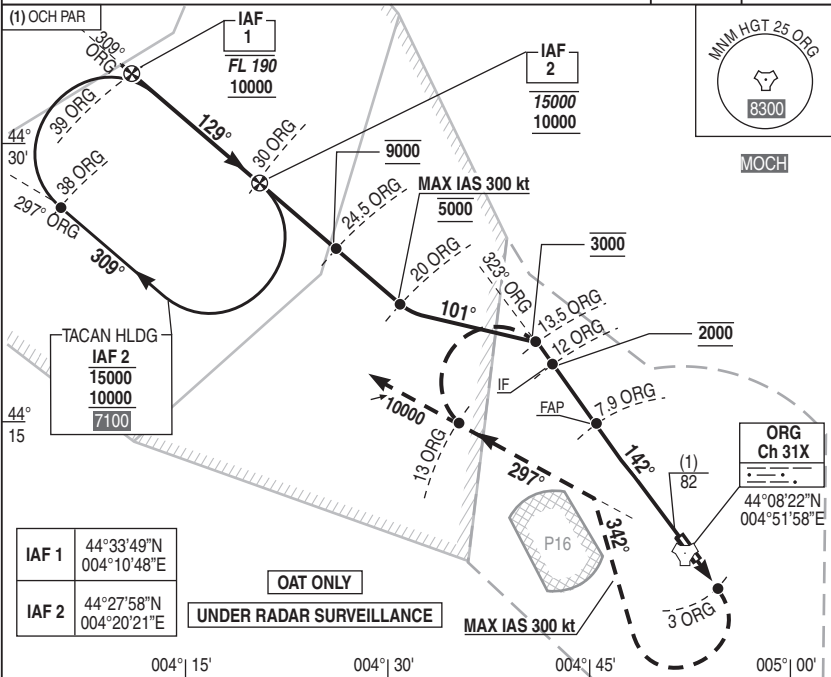 (1) OCH PAR
309°
ORG
IAF
1
FL 190
10000
39 ORG
129°
IAF
2
15000
10000
MNM HGT 25 ORG
8300
MOCH
44°
30'
38 ORG
297° ORG
309°
30 ORG
9000
24.5 ORG
MAX IAS 300 kt
5000
20 ORG
101°
323° ORG
3000
13.5 ORG
12 ORG
2000
IF
FAP
7.9 ORG
TACAN HLDG
IAF 2
15000
10000
7100
44°
15
10000
13 ORG
297°
142°
(1)
82
ORG
Ch 31X
44°08'22"N
004°51'58"E
P16
342°
IAF 1
44°33'49"N
004°10'48"E
IAF 2
44°27'58"N
004°20'21"E
OAT ONLY
UNDER RADAR SURVEILLANCE
MAX IAS 300 kt
3 ORG
004° 15'
004° 30'
004° 45'
005° 00'